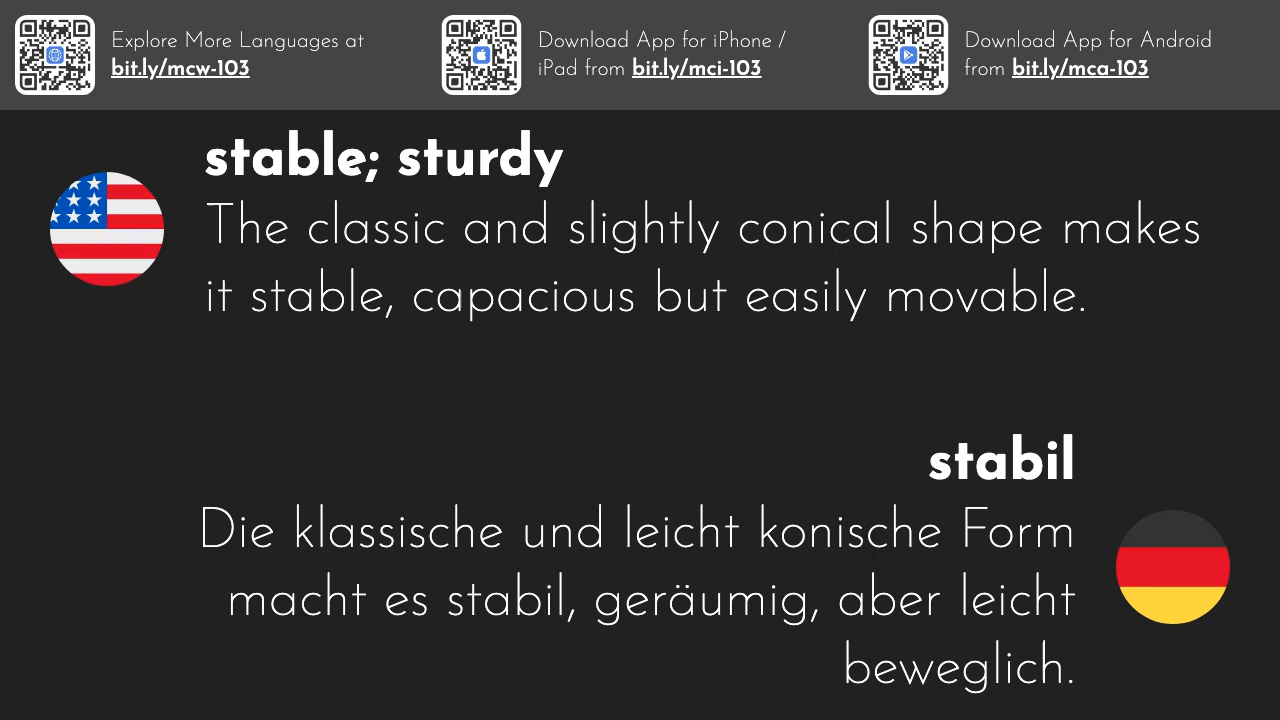 Explore More Languages at
bit.ly/mcw-103
Download App for iPhone /
iPad from bit.ly/mci-103
Download App for Android
from bit.ly/mca-103
stable; sturdy
The classic and slightly conical shape makes
it stable, capacious but easily movable.
stabil
Die klassische und leicht konische Form
macht es stabil, geräumig, aber leicht
beweglich.